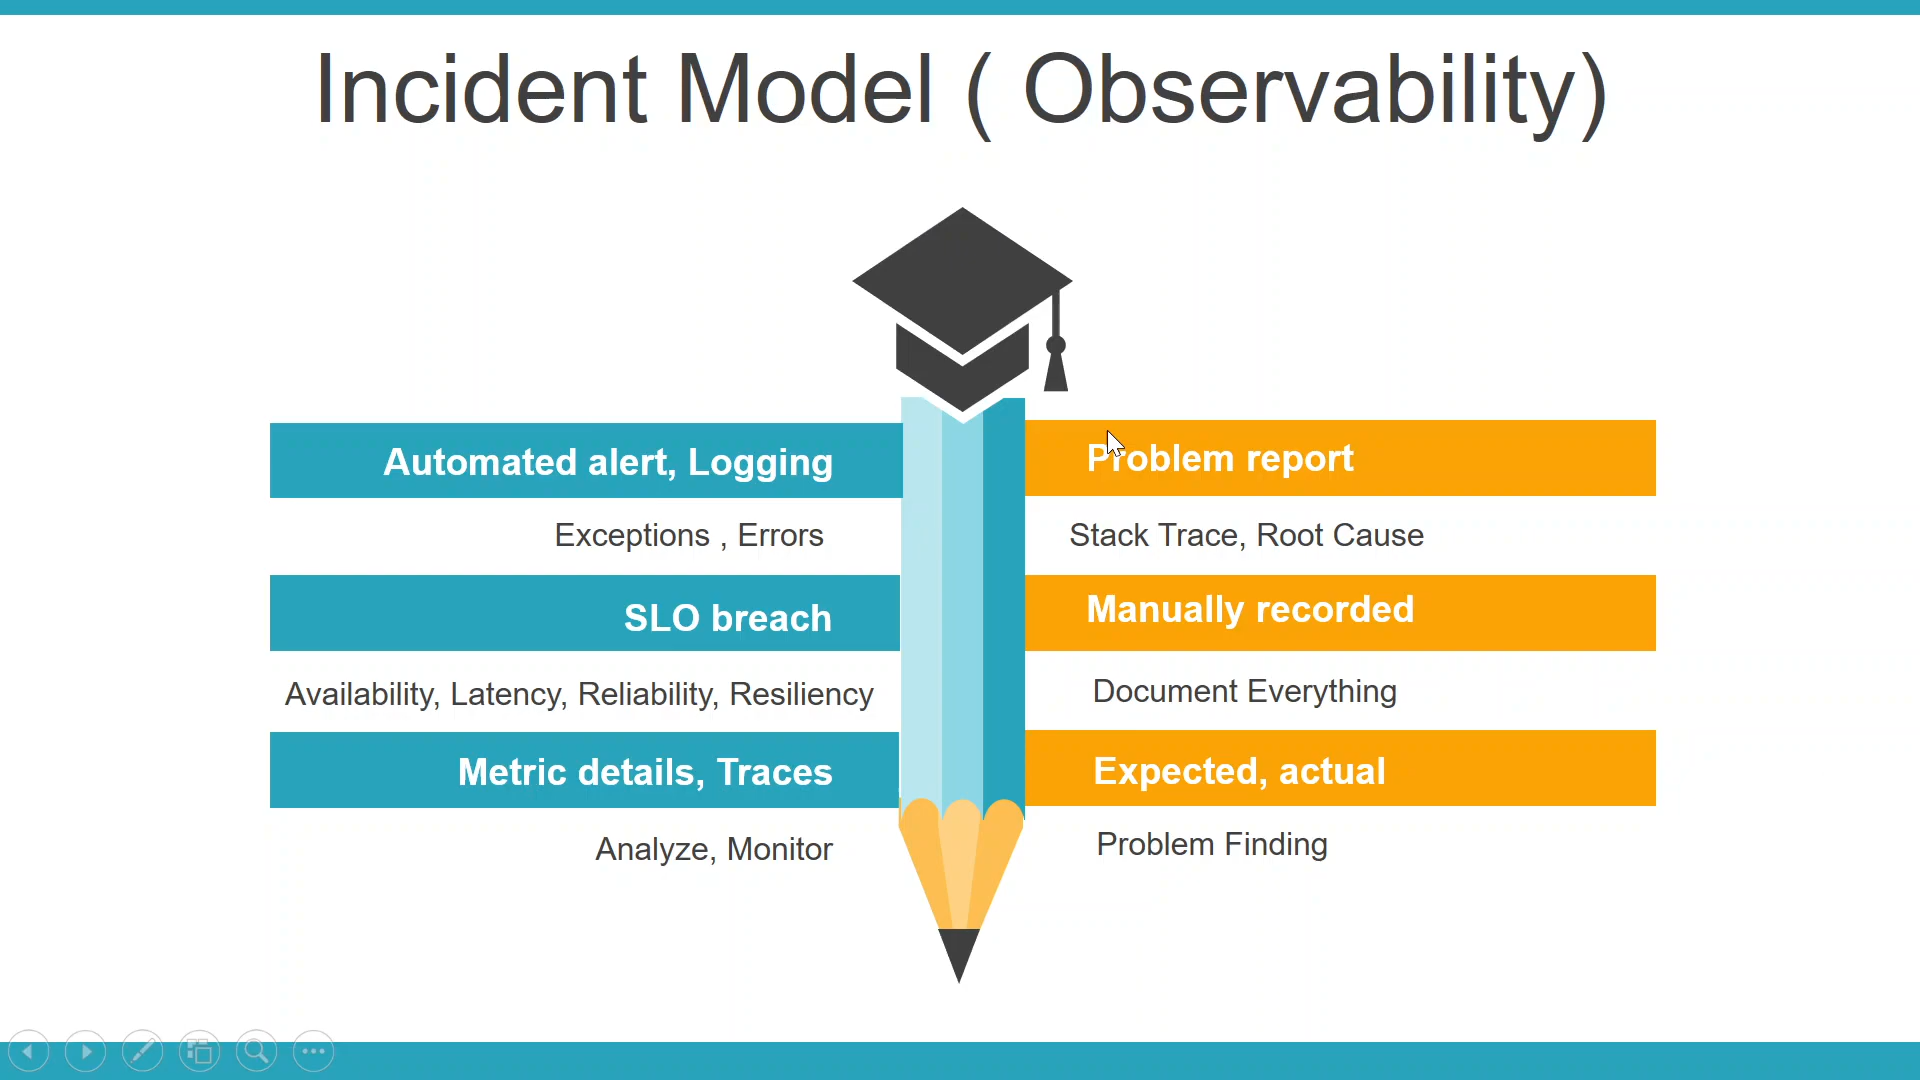 Incident Model ( Observability)
Automated alert, Logging
Exceptions , Errors
SLO breach
Availability, Latency, Reliability, Resiliency
Metric details, Traces
Analyze, Monitor
Problem report
Stack Trace, Root Cause
Manually recorded
Document Everything
Expected, actual
Problem Finding